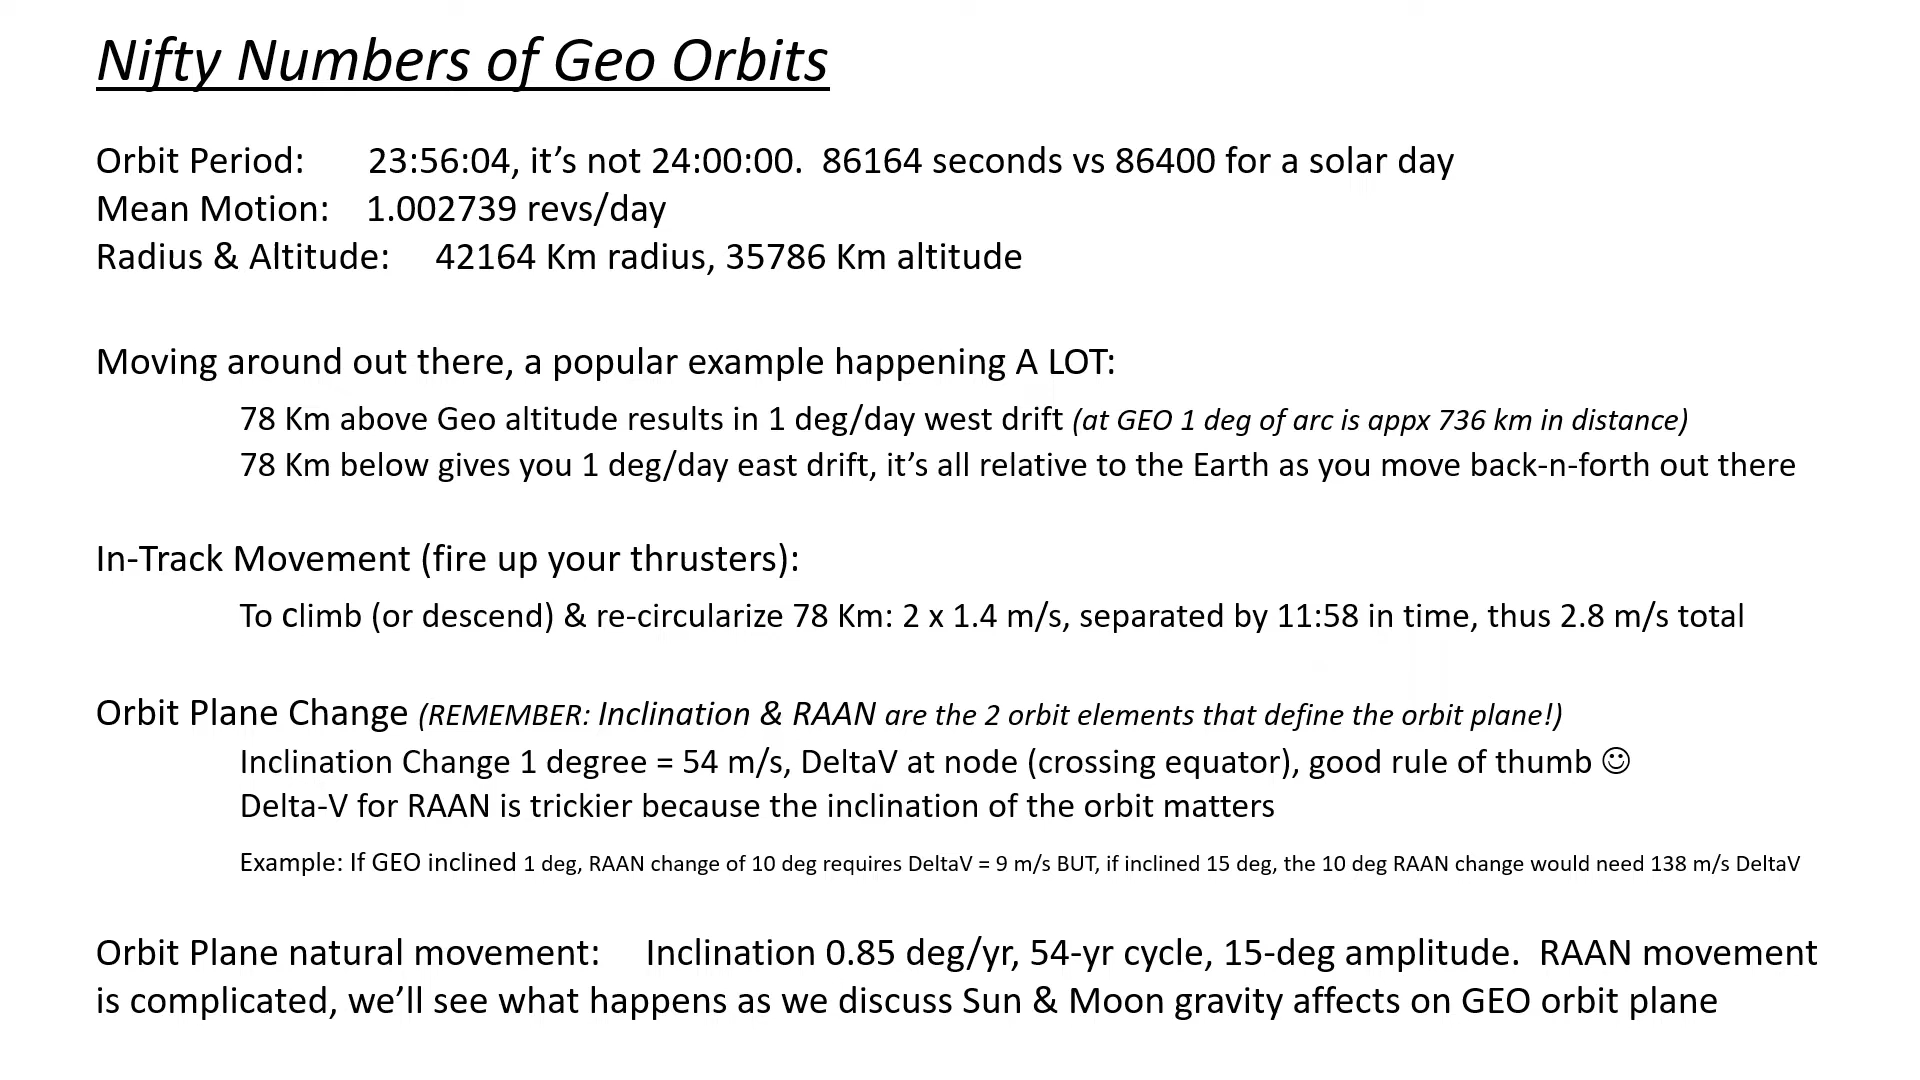 Nifty Numbers of Geo Orbits
Orbit Period: 23:56:04, it’s not 24:00:00. 86164 seconds vs 86400 for a solar day
Mean Motion: 1.002739 revs/day
Radius & Altitude: 42164 Km radius, 35786 Km altitude
Moving around out there, a popular example happening A LOT:
78 Km above Geo altitude results in 1 deg/day west drift (at GEO 1 deg of arc is appx 736 km in distance)
78 Km below gives you 1 deg/day east drift, it’s all relative to the Earth as you move back-n-forth out there
In-Track Movement (fire up your thrusters):
To climb (or descend) & re-circularize 78 Km: 2 x 1.4 m/s, separated by 11:58 in time, thus 2.8 m/s total
Orbit Plane Change (REMEMBER: Inclination & RAAN are the 2 orbit elements that define the orbit plane!)
Inclination Change 1 degree = 54 m/s, DeltaV at node (crossing equator), good rule of thumb ☺
Delta-V for RAAN is trickier because the inclination of the orbit matters
Example: If GEO inclined 1 deg, RAAN change of 10 deg requires DeltaV = 9 m/s BUT, if inclined 15 deg, the 10 deg RAAN change would need 138 m/s DeltaV
Orbit Plane natural movement: Inclination 0.85 deg/yr, 54-yr cycle, 15-deg amplitude. RAAN movement
is complicated, we’ll see what happens as we discuss Sun & Moon gravity affects on GEO orbit plane